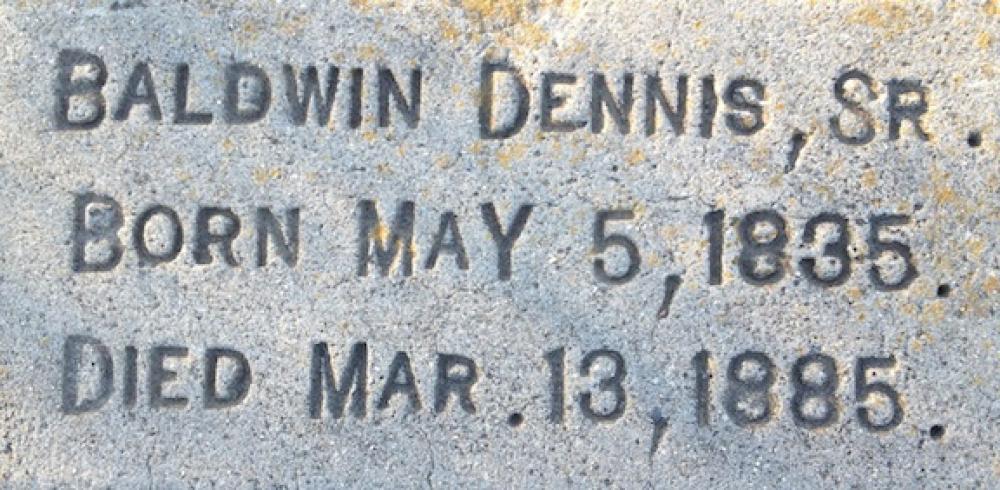 BALDWIN DENNIS, SR.
BORN MAY 5, 1835.
DIED MAR. 13, 1885.